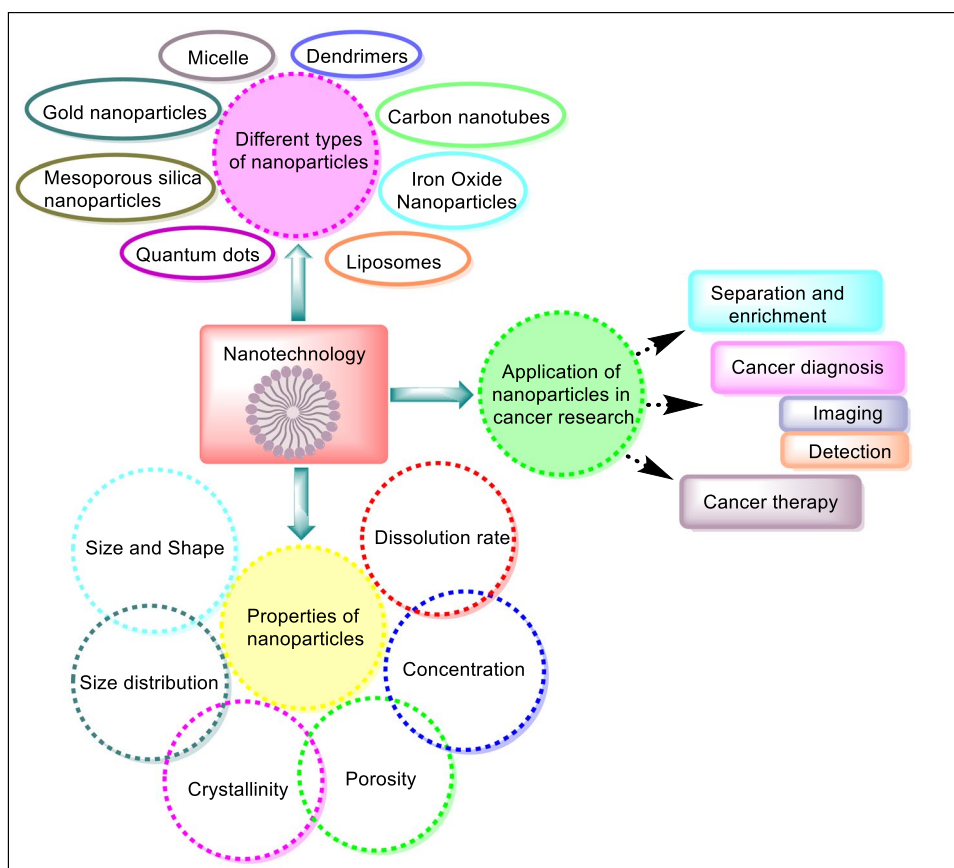 Micelle
Dendrimers
Gold nanoparticles
Different types
of nanoparticles
Carbon nanotubes
Mesoporous silica
nanoparticles
Iron Oxide
Nanoparticles
Quantum dots
Liposomes
Nanotechnology
Application of
nanoparticles in
cancer research
Separation and
enrichment
Cancer diagnosis
Imaging
Detection
Cancer therapy
Size and Shape
Dissolution rate
Properties of
nanoparticles
Size distribution
Concentration
Crystallinity
Porosity